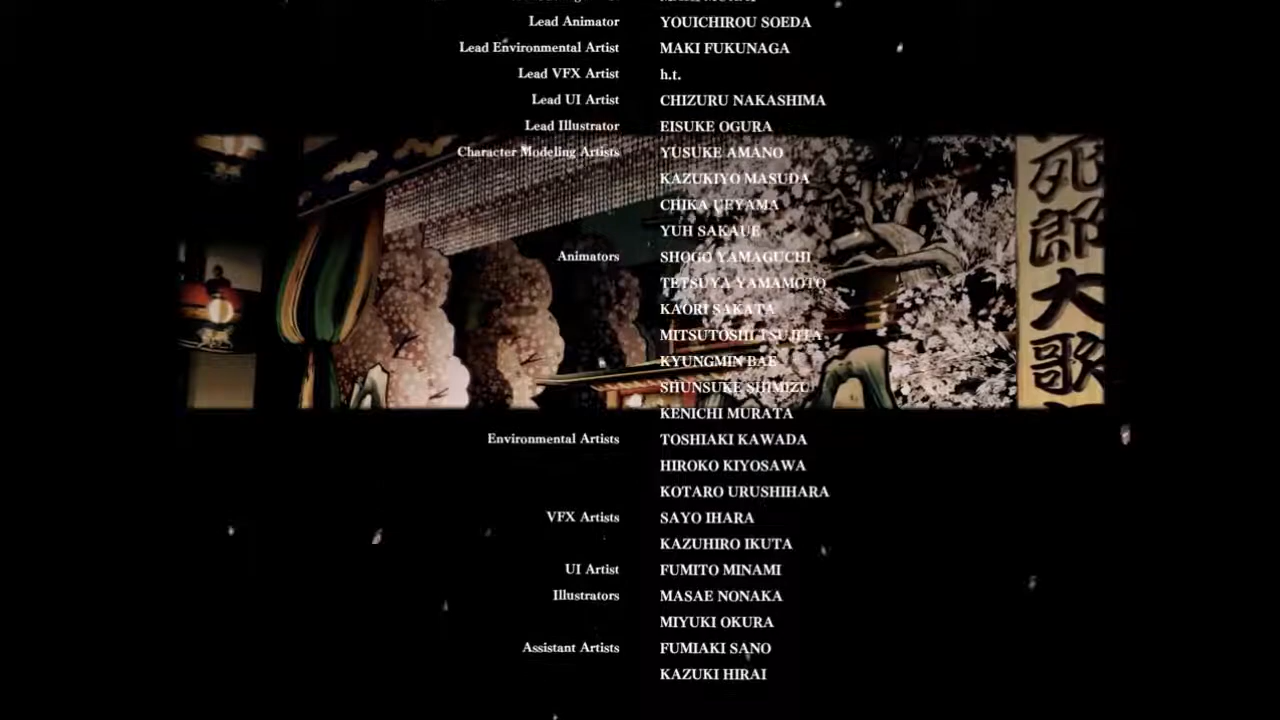 Lead Animator YOUICHIROU SOEDA
Lead Environmental Artist MAKI FUKUNAGA
Lead VFX Artist h.t.
Lead UI Artist CHIZURU NAKASHIMA
Lead Illustrator EISUKE OGURA
Character Modeling Artists YUSUKE AMANO
KAZUKIYO MASUDA
CHIKA UEYAMA
YUH SAKAUE
Animators SHOGO YAMAGUCHI
TETSUYA YAMAMOTO
KAORI SAKATA
MITSUTOSHI TSUJITA
KYUNGMIN BAE
SHUNSUKE SHIMIZU
KENICHI MURATA
Environmental Artists TOSHIAKI KAWADA
HIROKO KIYOSAWA
KOTARO URUSHIHARA
VFX Artists SAYO IHARA
KAZUHIRO IKUTA
UI Artist FUMITO MINAMI
Illustrators MASAE NONAKA
MIYUKI OKURA
Assistant Artists FUMIAKI SANO
KAZUKI HIRAI
死郎大歌